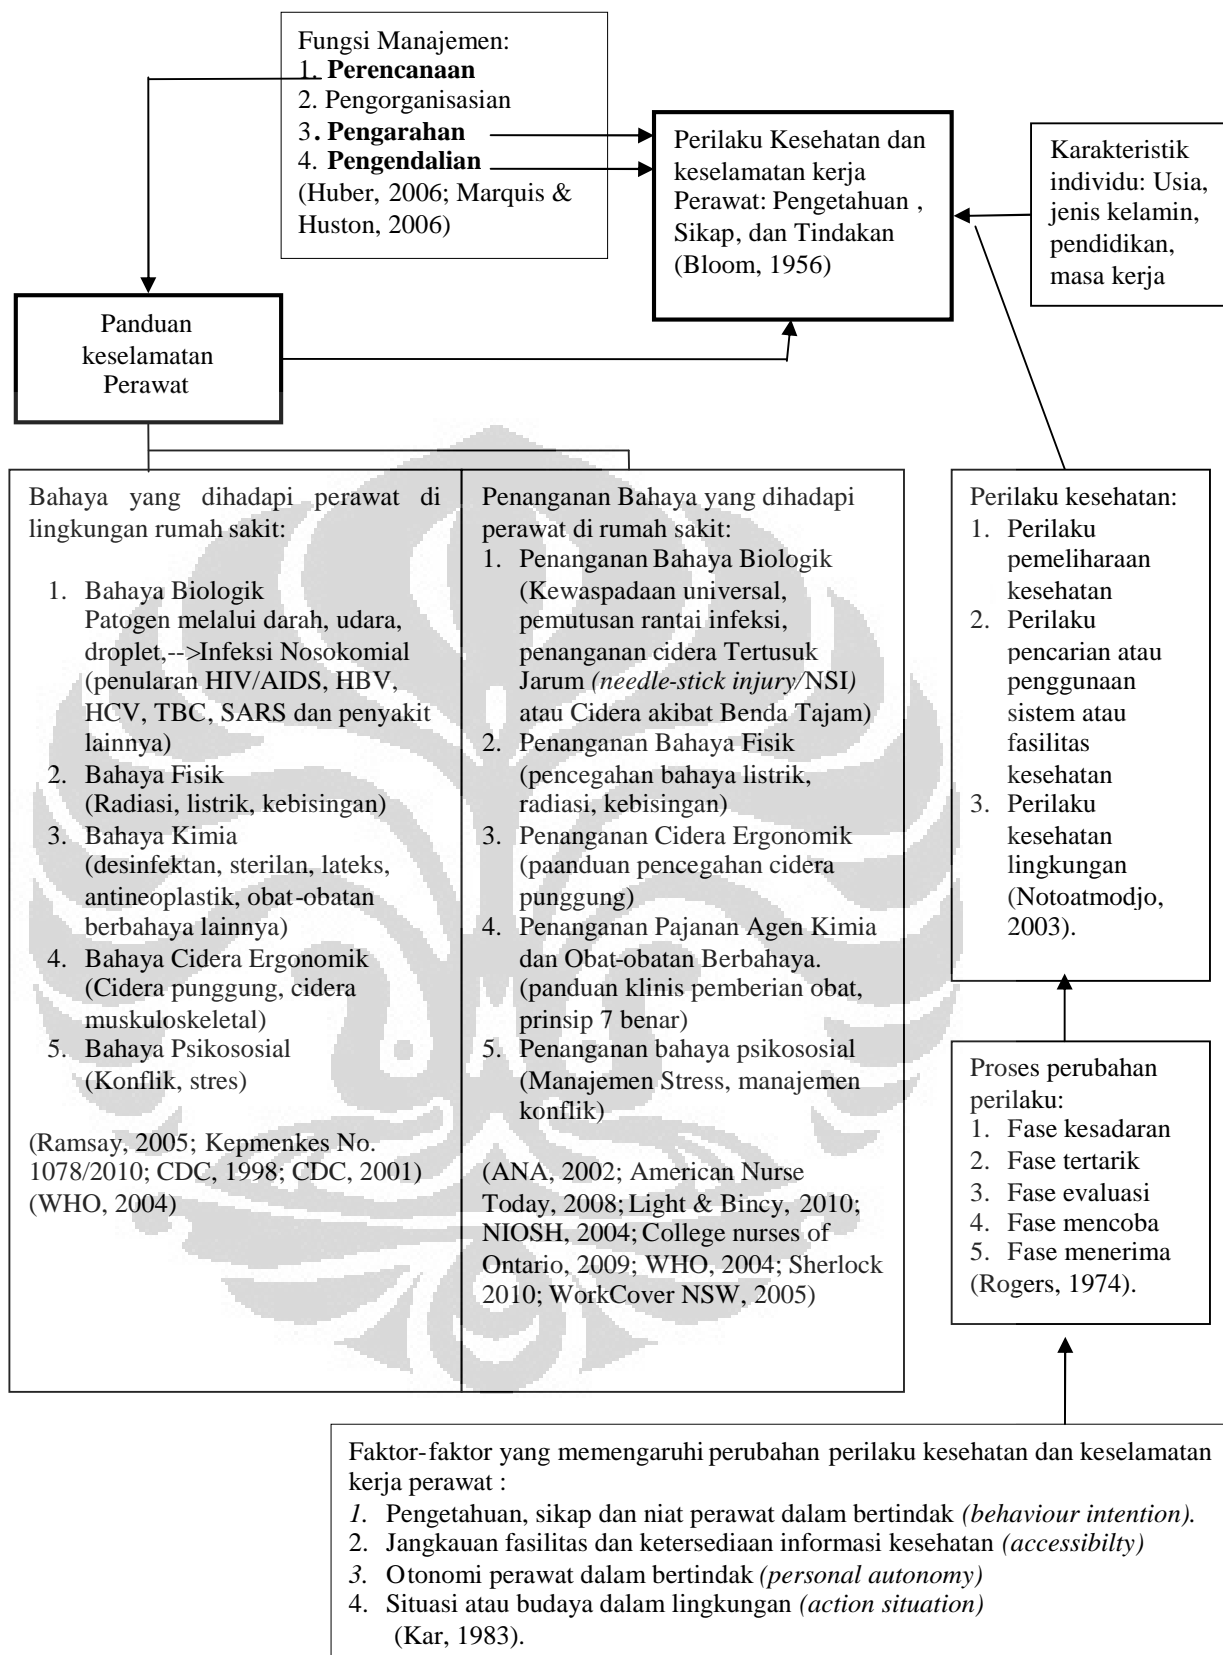 Fungsi Manajemen:
1. Perencanaan
2. Pengorganisasian
3. Pengarahan
4. Pengendalian
(Huber, 2006; Marquis &
Huston, 2006)
Perilaku Kesehatan dan
keselamatan kerja
Perawat: Pengetahuan ,
Sikap, dan Tindakan
(Bloom, 1956)
Karakteristik
individu: Usia,
jenis kelamin,
pendidikan,
masa kerja
Panduan
keselamatan
Perawat
Bahaya yang dihadapi perawat di
lingkungan rumah sakit:
1. Bahaya Biologik
Patogen melalui darah, udara,
droplet,-->Infeksi Nosokomial
(penularan HIV/AIDS, HBV,
HCV, TBC, SARS dan penyakit
lainnya)
2. Bahaya Fisik
(Radiasi, listrik, kebisingan)
3. Bahaya Kimia
(desinfektan, sterilan, lateks,
antineoplastik, obat-obatan
berbahaya lainnya)
4. Bahaya Cidera Ergonomik
(Cidera punggung, cidera
muskuloskeletal)
5. Bahaya Psikososial
(Konflik, stres)
(Ramsay, 2005; Kepmenkes No.
1078/2010; CDC, 1998; CDC, 2001)
(WHO, 2004)
Penanganan Bahaya yang dihadapi
perawat di rumah sakit:
1. Penanganan Bahaya Biologik
(Kewaspadaan universal,
pemutusan rantai infeksi,
penanganan cidera Tertusuk
Jarum (needle-stick injury/NSI)
atau Cidera akibat Benda Tajam)
2. Penanganan Bahaya Fisik
(pencegahan bahaya listrik,
radiasi, kebisingan)
3. Penanganan Cidera Ergonomik
(paanduan pencegahan cidera
punggung)
4. Penanganan Pajanan Agen Kimia
dan Obat-obatan Berbahaya.
(panduan klinis pemberian obat,
prinsip 7 benar)
5. Penanganan bahaya psikososial
(Manajemen Stress, manajemen
konflik)
(ANA, 2002; American Nurse
Today, 2008; Light & Bincy, 2010;
NIOSH, 2004; College nurses of
Ontario, 2009; WHO, 2004; Sherlock
2010; WorkCover NSW, 2005)
Perilaku kesehatan:
1. Perilaku
pemeliharaan
kesehatan
2. Perilaku
pencarian atau
penggunaan
sistem atau
fasilitas
kesehatan
3. Perilaku
kesehatan
lingkungan
(Notoatmodjo,
2003).
Proses perubahan
perilaku:
1. Fase kesadaran
2. Fase tertarik
3. Fase evaluasi
4. Fase mencoba
5. Fase menerima
(Rogers, 1974).
Faktor-faktor yang memengaruhi perubahan perilaku kesehatan dan keselamatan
kerja perawat :
1. Pengetahuan, sikap dan niat perawat dalam bertindak (behaviour intention).
2. Jangkauan fasilitas dan ketersediaan informasi kesehatan (accessibilty)
3. Otonomi perawat dalam bertindak (personal autonomy)
4. Situasi atau budaya dalam lingkungan (action situation)
(Kar, 1983).